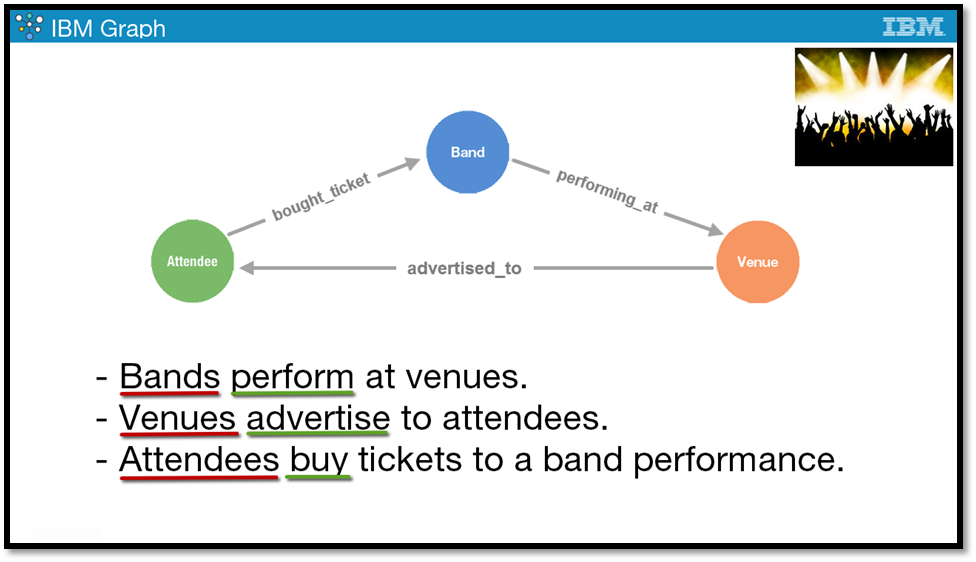 IBM Graph
IBM
Band
bought_ticket
performing_at
Attendee
Venue
advertised_to
- Bands perform at venues.
- Venues advertise to attendees.
- Attendees buy tickets to a band performance.